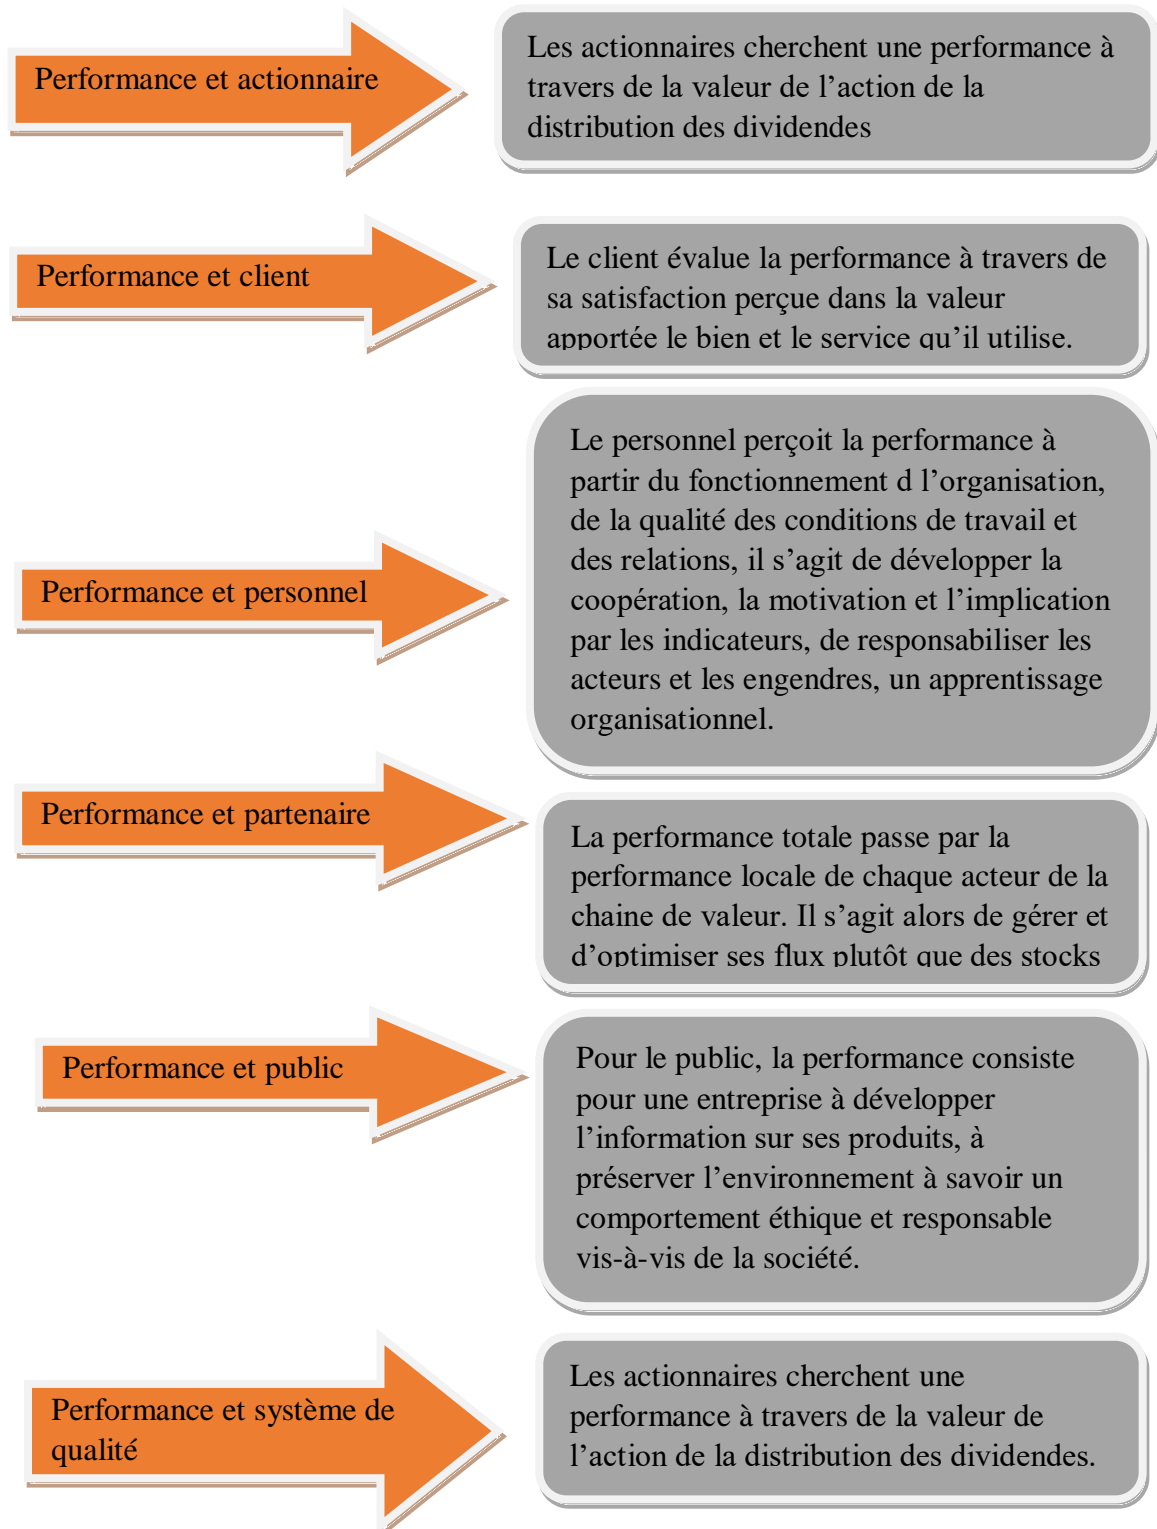 Performance et actionnaire
Les actionnaires cherchent une performance à
travers de la valeur de l’action de la
distribution des dividendes
Performance et client
Le client évalue la performance à travers de
sa satisfaction perçue dans la valeur
apportée le bien et le service qu’il utilise.
Performance et personnel
Le personnel perçoit la performance à
partir du fonctionnement d l’organisation,
de la qualité des conditions de travail et
des relations, il s’agit de développer la
coopération, la motivation et l’implication
par les indicateurs, de responsabiliser les
acteurs et les engendres, un apprentissage
organisationnel.
Performance et partenaire
La performance totale passe par la
performance locale de chaque acteur de la
chaine de valeur. Il s’agit alors de gérer et
d’optimiser ses flux plutôt que des stocks
Performance et public
Pour le public, la performance consiste
pour une entreprise à développer
l’information sur ses produits, à
préserver l’environnement à savoir un
comportement éthique et responsable
vis-à-vis de la société.
Performance et système de
qualité
Les actionnaires cherchent une
performance à travers de la valeur de
l’action de la distribution des dividendes.